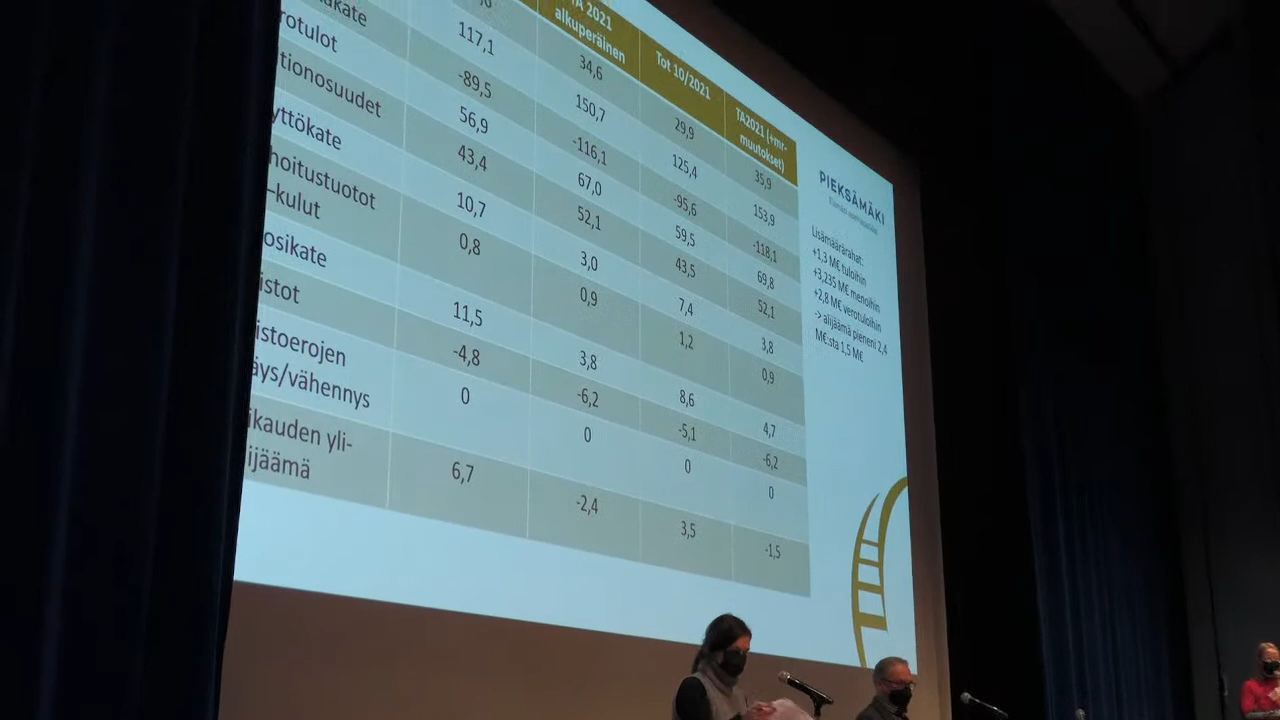 TA 2021
alkuperäinen
Tot 10/2021
TA2021 (+mr-
muutokset)
34,6 29,9 35,9
117,1 150,7 125,4 153,9
akate -89,5 -116,1 -95,6 -118,1
rotulot 56,9 67,0 59,5 69,8
tionosuudet 43,4 52,1 43,5 52,1
yttökate 10,7 3,0 7,4 3,8
hoitustuotot 0,8 0,9 1,2 0,9
-kulut
osikate 11,5 3,8 8,6 4,7
istot -4,8 -6,2 -5,1 -6,2
istoerojen 0 0 0 0
äys/vähennys
ikauden yli-
ijäämä 6,7 -2,4 3,5 -1,5
PIEKSÄMÄKI
Lisämäärärahat:
+1,3 M€ tuloihin
+3,235 M€ menoihin
+2,8 M€ verotuloihin
-> alijäämä pieneni 2,4
M€:sta 1,5 M€